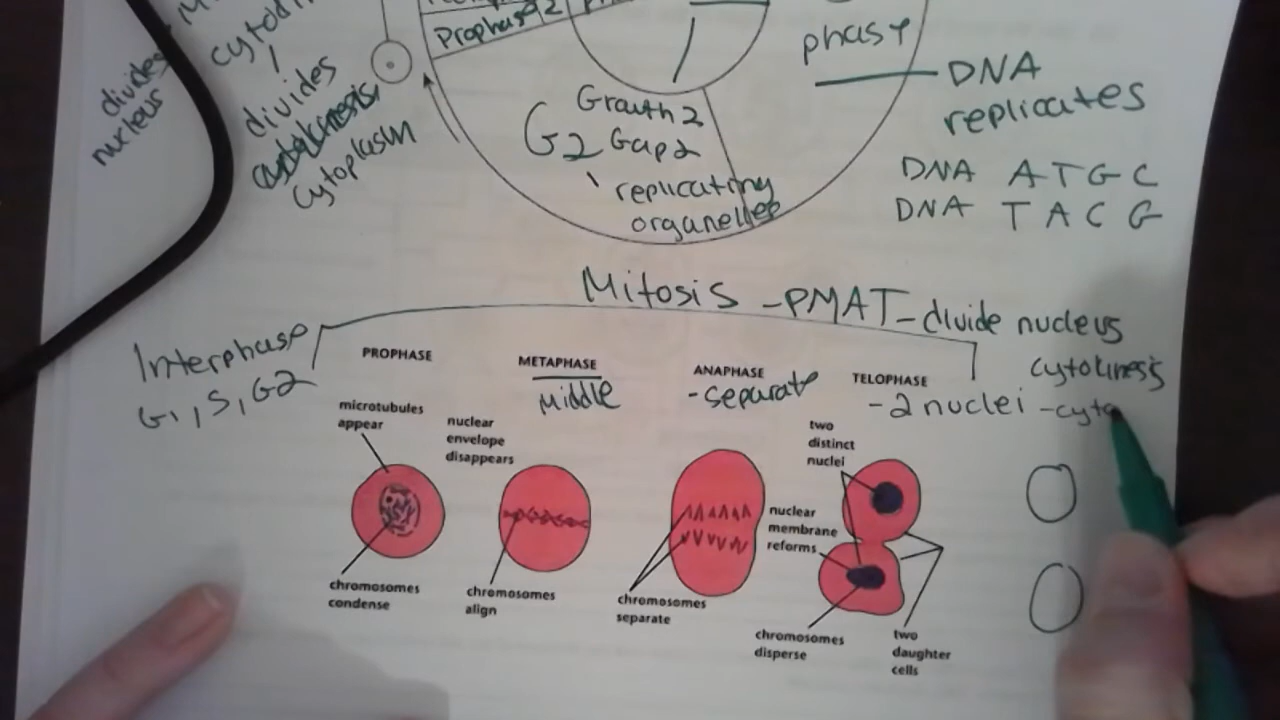 divides
nucleus
divides
cytoplasm
Prophase 2
Growth 2
G2 Gap 2
replicating
organelles
phase
DNA
replicates
DNA A T G C
DNA T A C G
Mitosis - PMAT - divide nucleus
Interphase
G1, S, G2
PROPHASE
METAPHASE
Middle
ANAPHASE
- separate
TELOPHASE
- 2 nuclei
cytokinesis
- cyto
microtubules
appear
nuclear
envelope
disappears
two
distinct
nuclei
nuclear
membrane
reforms
chromosomes
condense
chromosomes
align
chromosomes
separate
chromosomes
disperse
two
daughter
cells